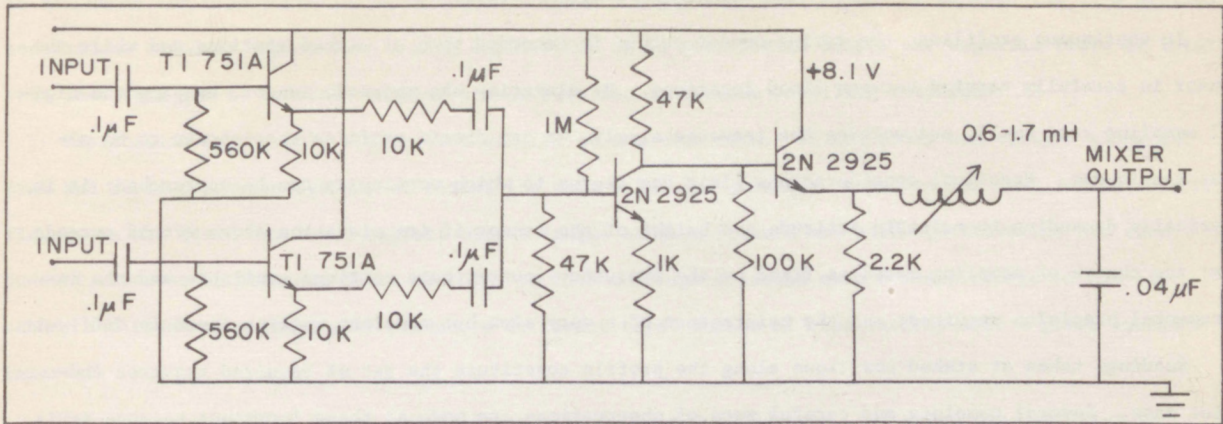 INPUT
TI 751A
.1μF
560K
10K
10K
.1μF
1M
47K
+8.1 V
2N 2925
0.6-1.7 mH
MIXER
OUTPUT
INPUT
.1μF
TI 751A
560K
10K
10K
.1μF
47K
2N 2925
1K
100K
2.2K
.04μF